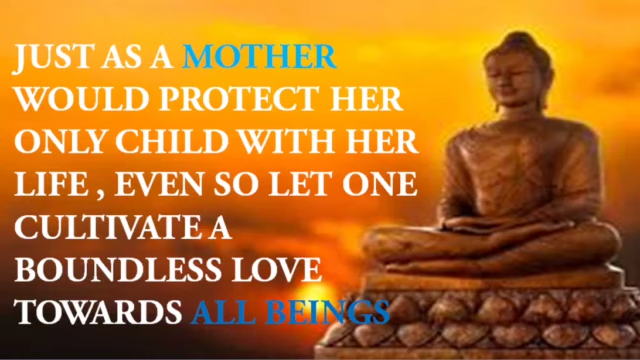 JUST AS A MOTHER
WOULD PROTECT HER
ONLY CHILD WITH HER
LIFE , EVEN SO LET ONE
CULTIVATE A
BOUNDLESS LOVE
TOWARDS ALL BEINGS